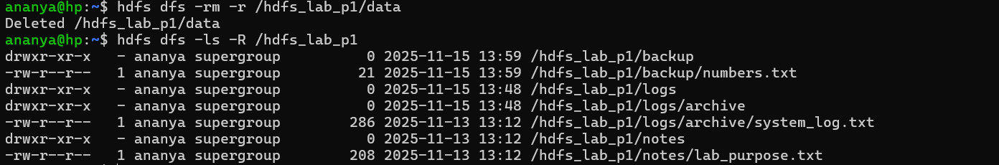 ananya@hp:~$ hdfs dfs -rm -r /hdfs_lab_p1/data
Deleted /hdfs_lab_p1/data
ananya@hp:~$ hdfs dfs -ls -R /hdfs_lab_p1
drwxr-xr-x   - ananya supergroup          0 2025-11-15 13:59 /hdfs_lab_p1/backup
-rw-r--r--   1 ananya supergroup         21 2025-11-15 13:59 /hdfs_lab_p1/backup/numbers.txt
drwxr-xr-x   - ananya supergroup          0 2025-11-15 13:48 /hdfs_lab_p1/logs
drwxr-xr-x   - ananya supergroup          0 2025-11-15 13:48 /hdfs_lab_p1/logs/archive
-rw-r--r--   1 ananya supergroup        286 2025-11-13 13:12 /hdfs_lab_p1/logs/archive/system_log.txt
drwxr-xr-x   - ananya supergroup          0 2025-11-13 13:12 /hdfs_lab_p1/notes
-rw-r--r--   1 ananya supergroup        208 2025-11-13 13:12 /hdfs_lab_p1/notes/lab_purpose.txt